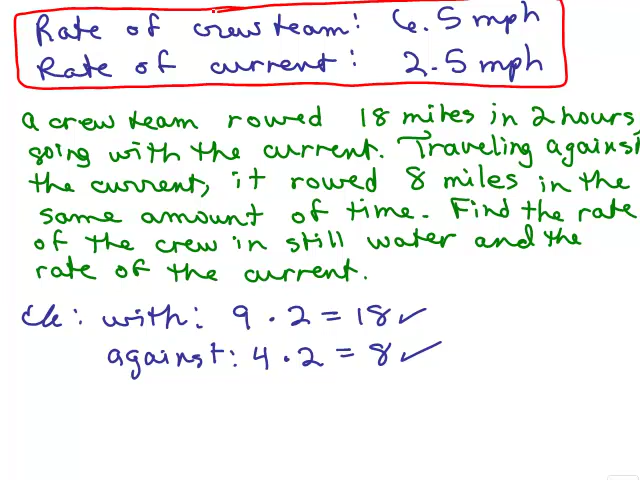 Rate of crew team: 6.5 mph
Rate of current: 2.5 mph
a crew team rowed 18 miles in 2 hours,
going with the current. Traveling against
the current, it rowed 8 miles in the
same amount of time. Find the rate
of the crew in still water and the
rate of the current.
Ck: with: 9 · 2 = 18 ✓
against: 4 · 2 = 8 ✓